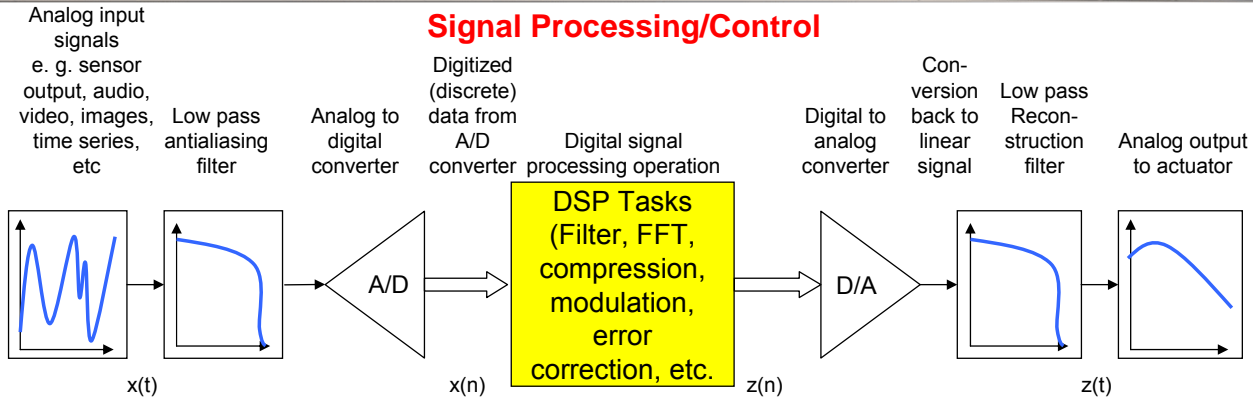 Signal Processing/Control
Analog input
signals
e. g. sensor
output, audio,
video, images,
time series,
etc
Low pass
antialiasing
filter
Analog to
digital
converter
Digitized
(discrete)
data from
A/D
converter
Digital signal
processing operation
Digital to
analog
converter
Con-
version
back to
linear
signal
Low pass
Recon-
struction
filter
Analog output
to actuator
A/D
DSP Tasks
(Filter, FFT,
compression,
modulation,
error
correction, etc.
D/A
x(t)
x(n)
z(n)
z(t)